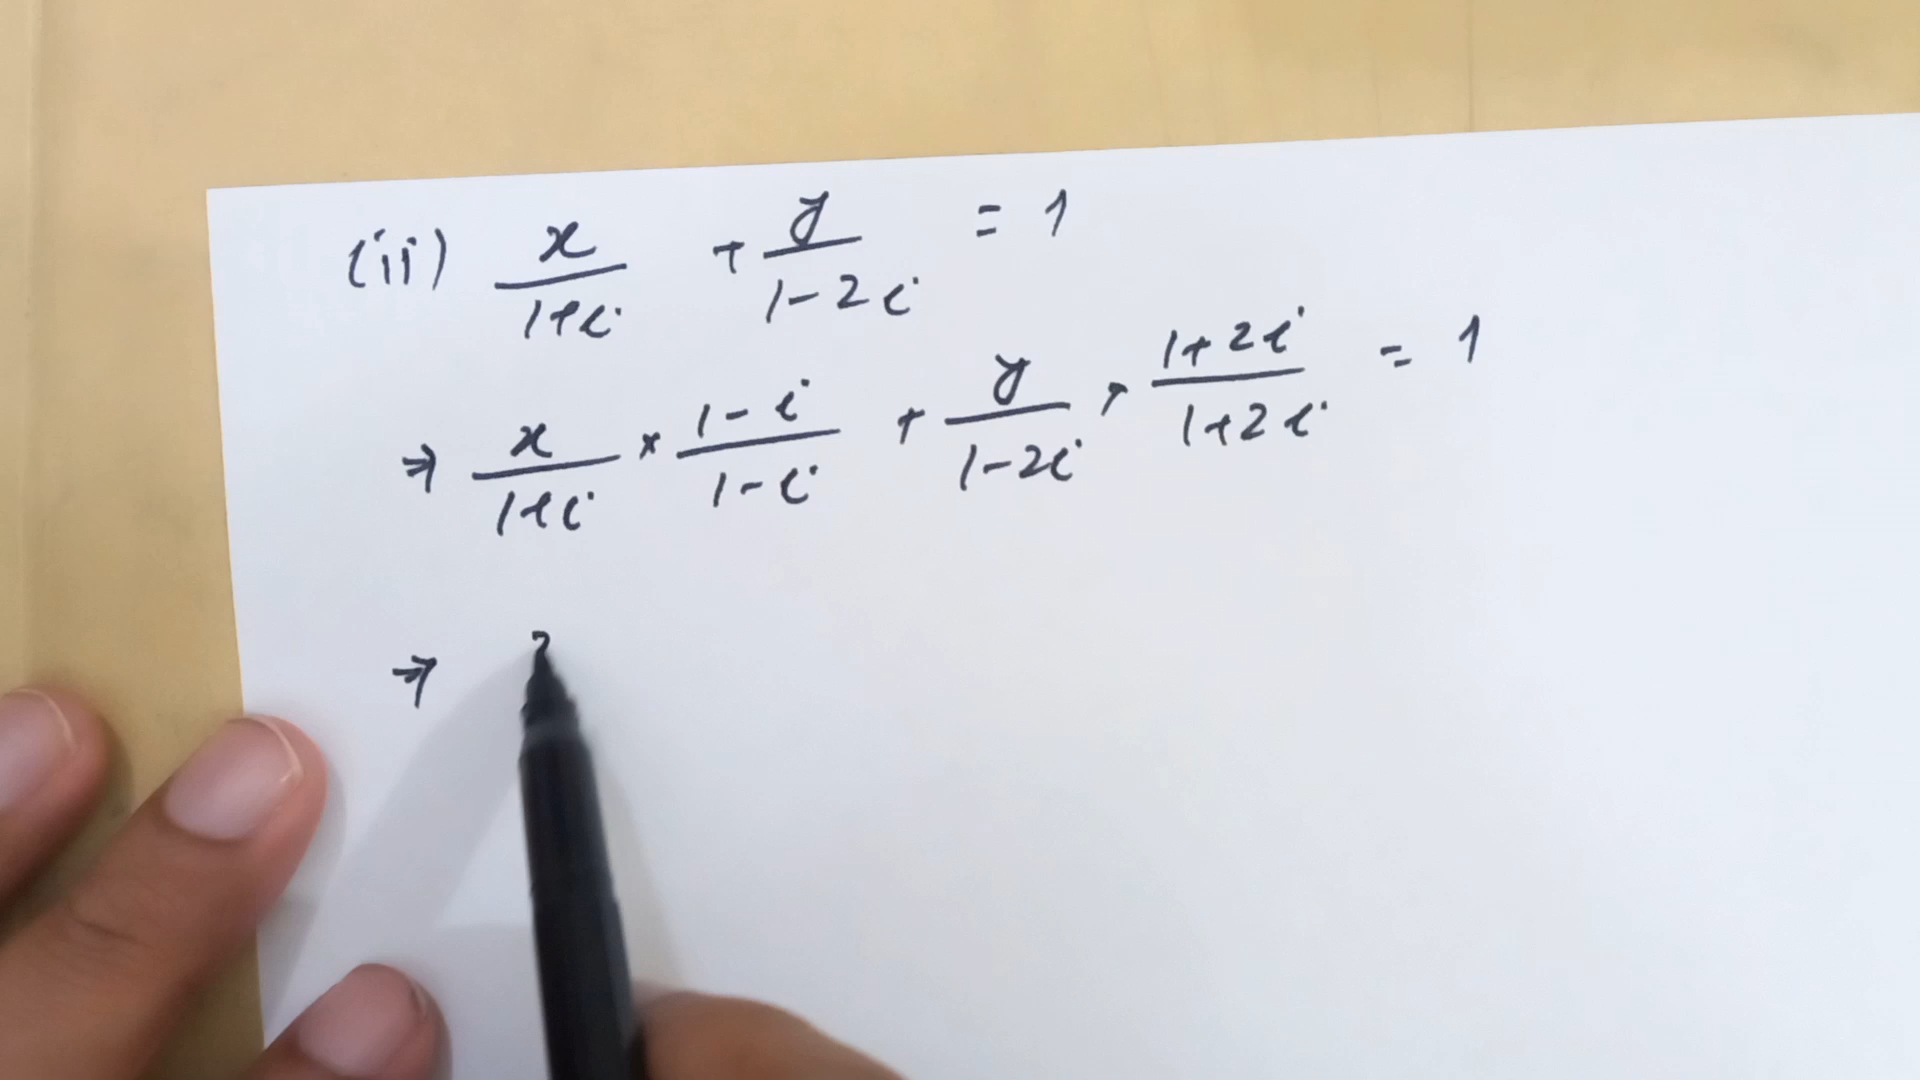 (ii) x/(1+i) + y/(1-2i) = 1
⇒ x/(1+i) × (1-i)/(1-i) + y/(1-2i) × (1+2i)/(1+2i) = 1
⇒